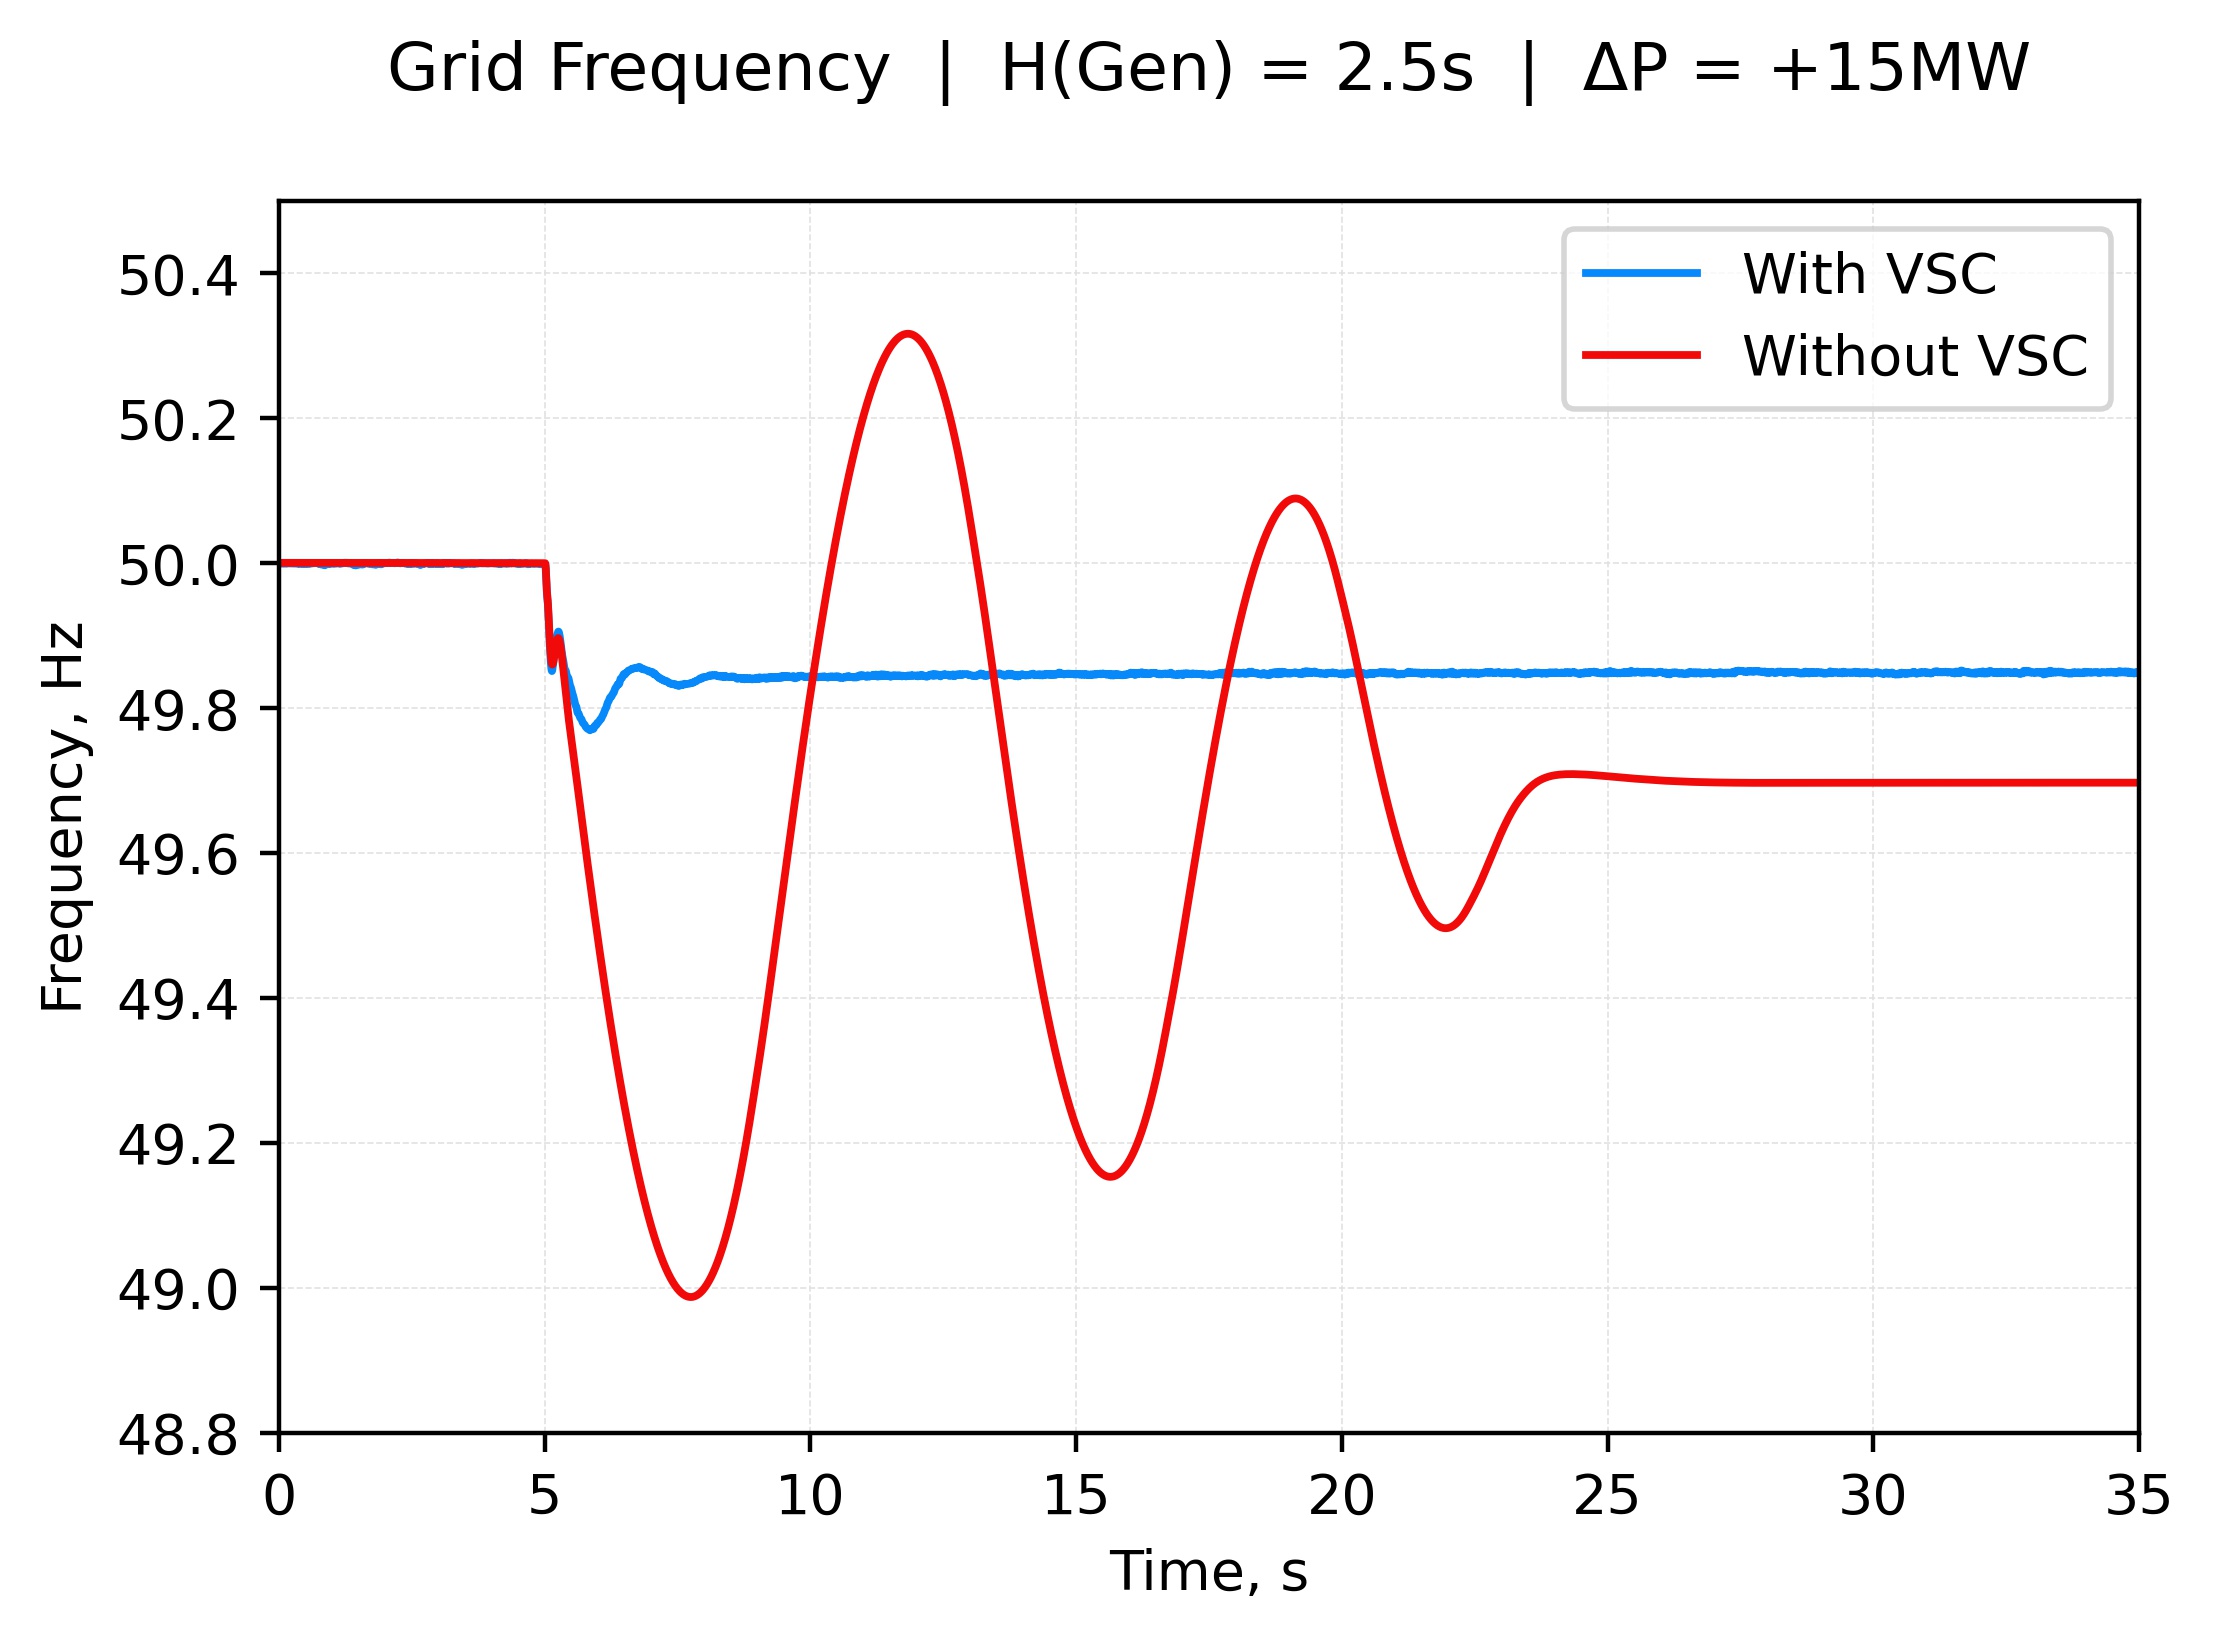 Grid Frequency | H(Gen) = 2.5s | ΔP = +15MW
With VSC
Without VSC
Frequency, Hz
50.4
50.2
50.0
49.8
49.6
49.4
49.2
49.0
48.8
0 5 10 15 20 25 30 35
Time, s